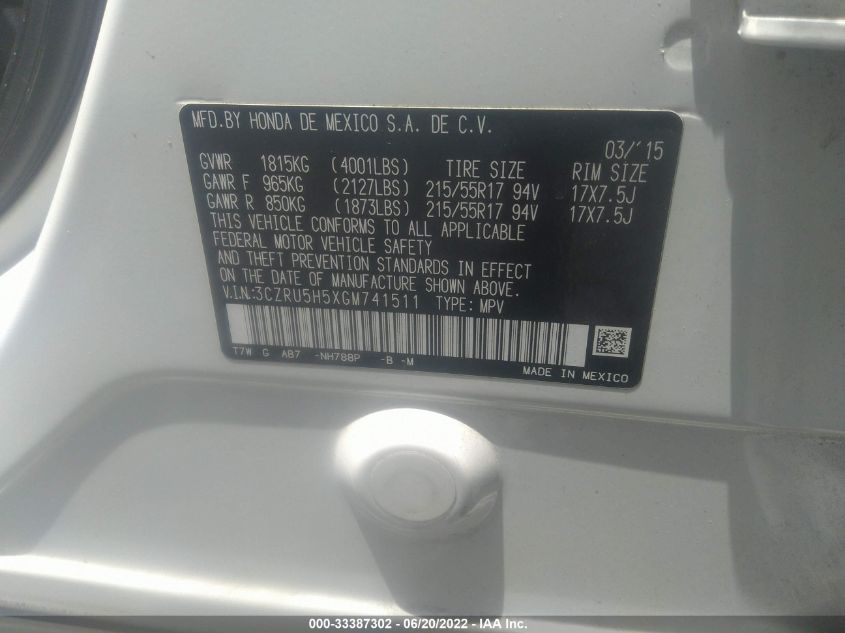 MFD.BY HONDA DE MEXICO S.A. DE C.V.
03/'15
GVWR 1815KG (4001LBS) TIRE SIZE RIM SIZE
GAWR F 965KG (2127LBS) 215/55R17 94V 17X7.5J
GAWR R 850KG (1873LBS) 215/55R17 94V 17X7.5J
THIS VEHICLE CONFORMS TO ALL APPLICABLE
FEDERAL MOTOR VEHICLE SAFETY
AND THEFT PREVENTION STANDARDS IN EFFECT
ON THE DATE OF MANUFACTURE SHOWN ABOVE.
V.I.N.:3CZRU5H5XGM741511 TYPE: MPV
T7W G AB7 -NH788P -B -M
MADE IN MEXICO
000-33387302 - 06/20/2022 - IAA Inc.